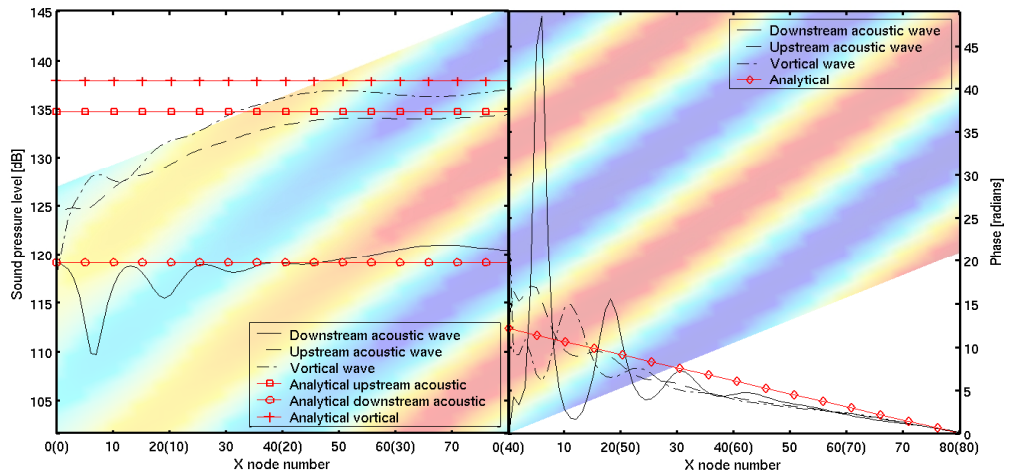 145
140
135
130
125
120
115
110
105
Sound pressure level [dB]
Downstream acoustic wave
Upstream acoustic wave
Vortical wave
Analytical upstream acoustic
Analytical downstream acoustic
Analytical vortical
0(0) 10 20(10) 30 40(20) 50 60(30) 70 0(40)
X node number
Downstream acoustic wave
Upstream acoustic wave
Vortical wave
Analytical
45
40
35
30
25
20
15
10
5
0
Phase [radians]
10 20(50) 30 40(60) 50 60(70) 70 80(80)
X node number